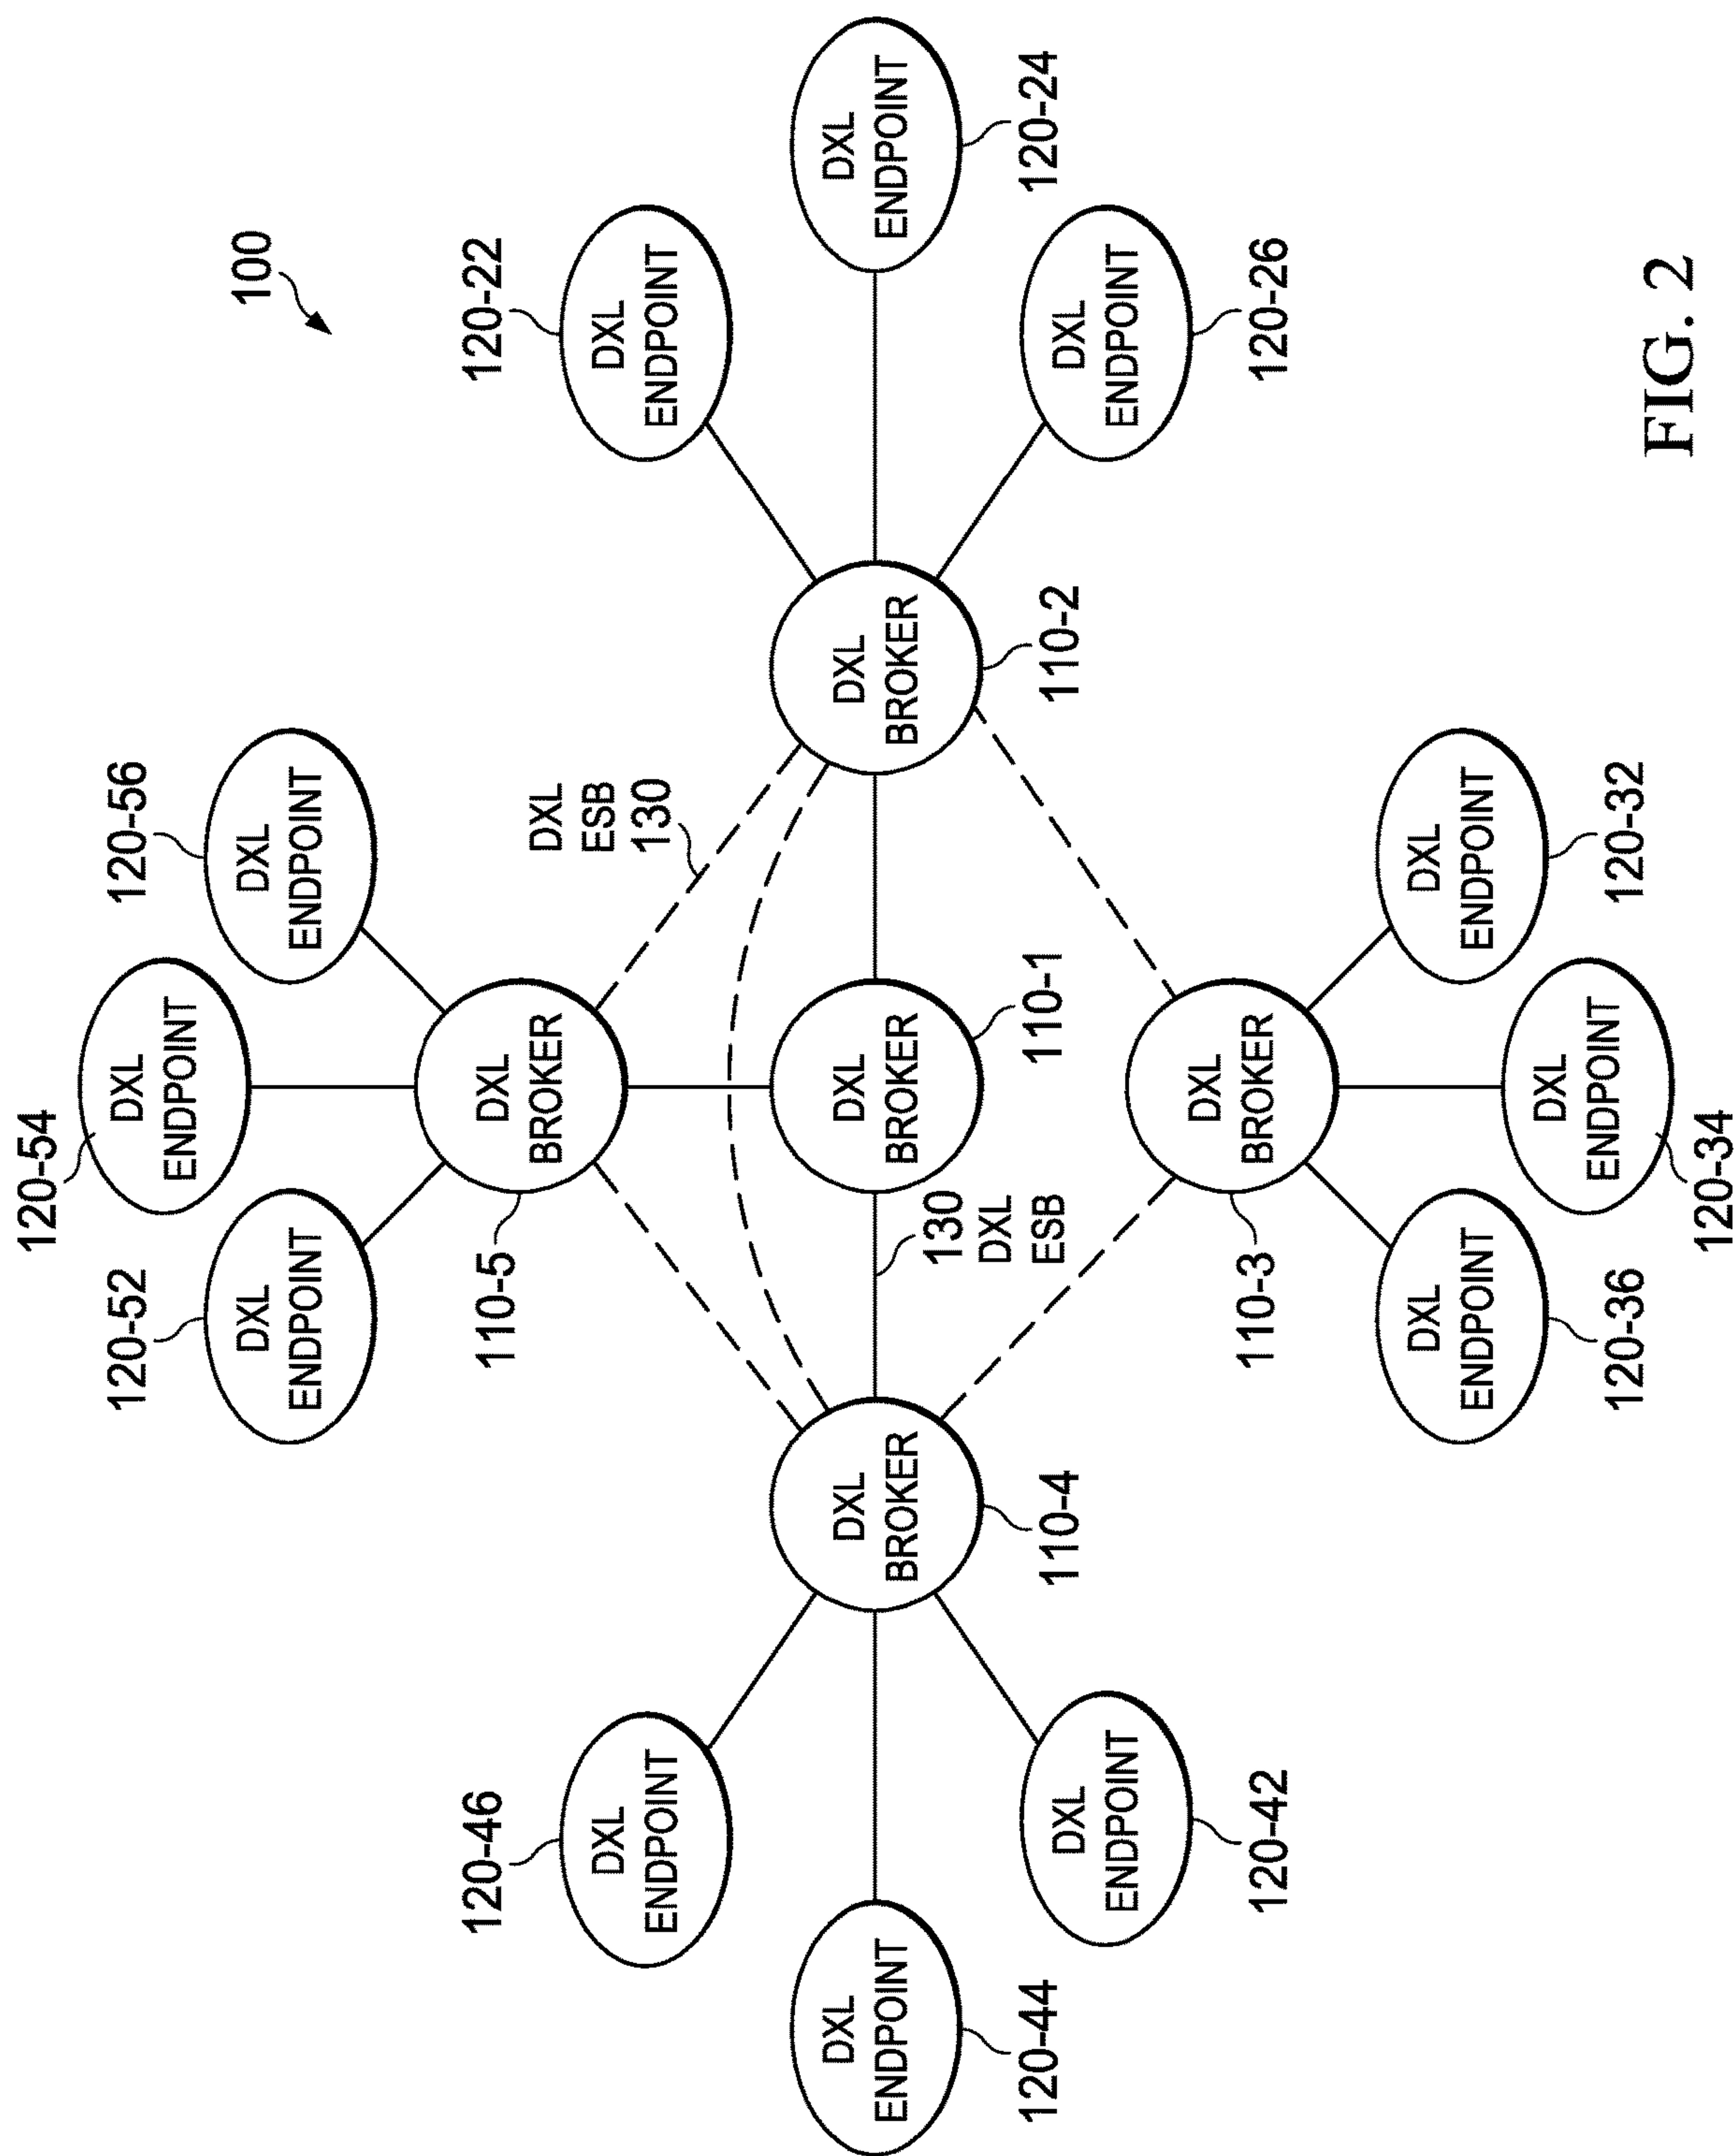 100
120-54
120-52
120-56
DXL
ENDPOINT
DXL
ENDPOINT
DXL
ENDPOINT
120-46
120-22
110-5
DXL
BROKER
DXL
ESB
130
DXL
ENDPOINT
DXL
ENDPOINT
DXL
ENDPOINT
120-44
DXL
BROKER
110-4
DXL
BROKER
110-1
DXL
BROKER
110-2
DXL
ENDPOINT
120-24
130
DXL
ESB
DXL
ENDPOINT
120-42
DXL
ENDPOINT
120-26
110-3
DXL
BROKER
DXL
ENDPOINT
120-36
DXL
ENDPOINT
120-34
DXL
ENDPOINT
120-32
FIG. 2